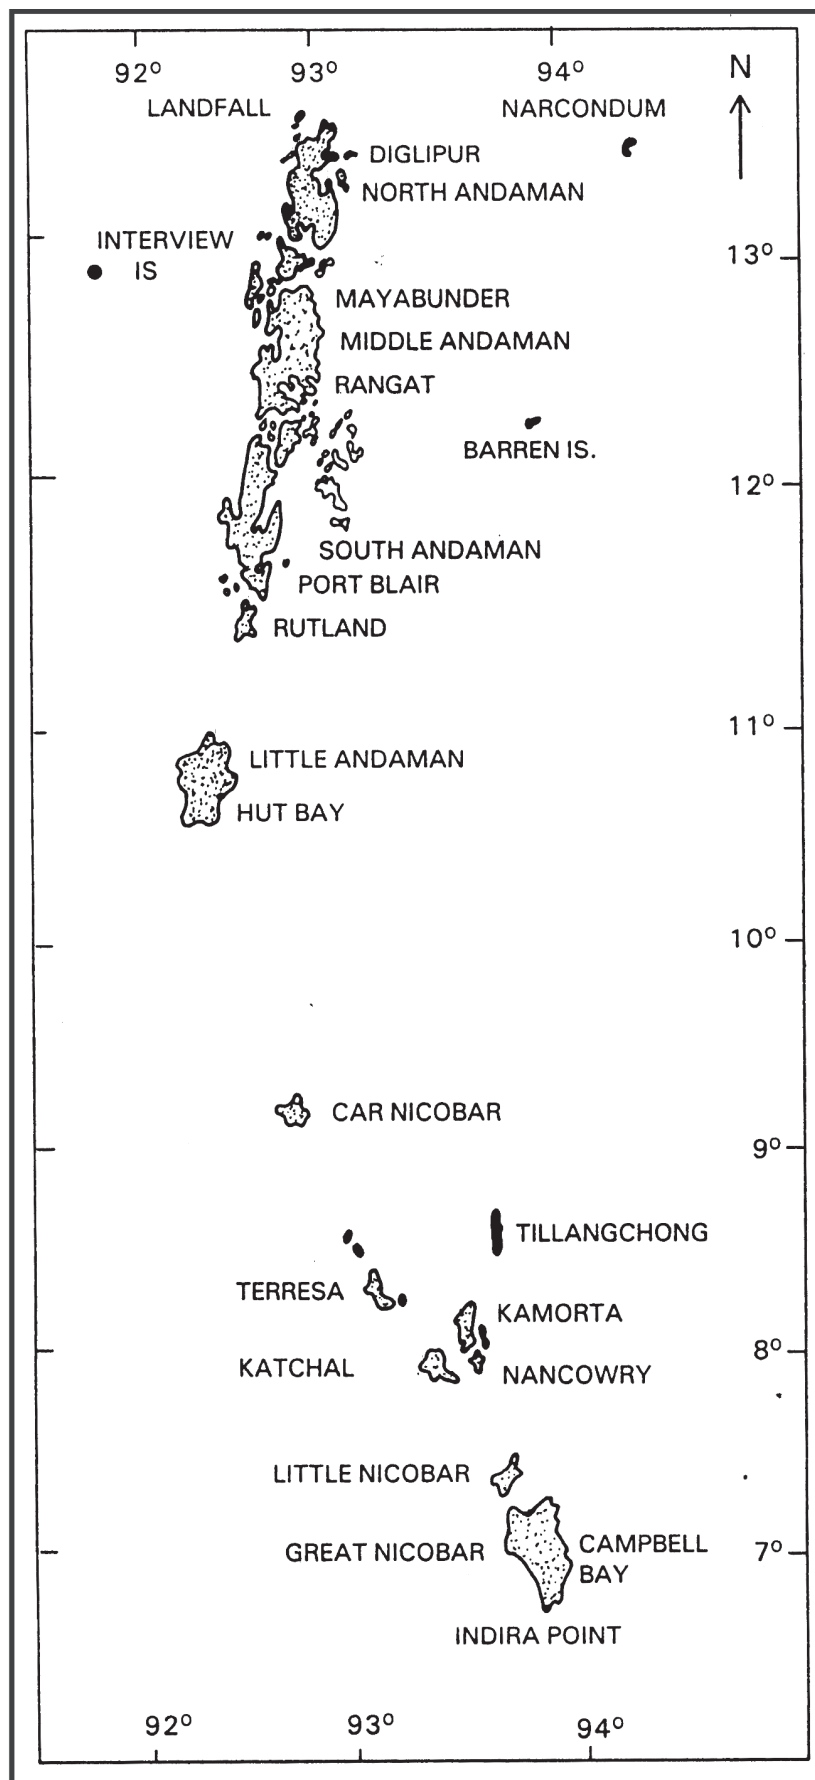 92° 93° 94° N
LANDFALL NARCONDUM
DIGLIPUR
NORTH ANDAMAN
INTERVIEW
IS
13°
MAYABUNDER
MIDDLE ANDAMAN
RANGAT
BARREN IS.
12°
SOUTH ANDAMAN
PORT BLAIR
RUTLAND
11°
LITTLE ANDAMAN
HUT BAY
10°
CAR NICOBAR
9°
TILLANGCHONG
TERRESA
KAMORTA
8°
KATCHAL
NANCOWRY
LITTLE NICOBAR
GREAT NICOBAR
CAMPBELL
BAY
7°
INDIRA POINT
92° 93° 94°